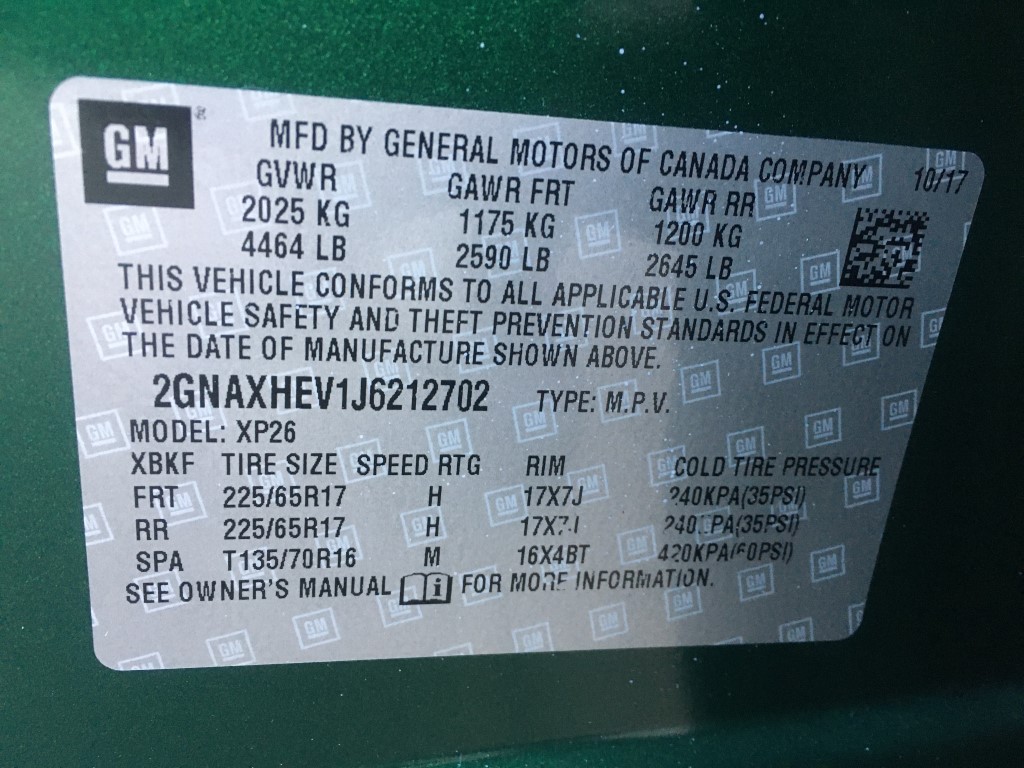 GM
MFD BY GENERAL MOTORS OF CANADA COMPANY 10/17
GVWR GAWR FRT GAWR RR
2025 KG 1175 KG 1200 KG
4464 LB 2590 LB 2645 LB
THIS VEHICLE CONFORMS TO ALL APPLICABLE U.S. FEDERAL MOTOR
VEHICLE SAFETY AND THEFT PREVENTION STANDARDS IN EFFECT ON
THE DATE OF MANUFACTURE SHOWN ABOVE.
2GNAXHEV1J6212702 TYPE: M.P.V.
MODEL: XP26
XBKF TIRE SIZE SPEED RTG RIM COLD TIRE PRESSURE
FRT 225/65R17 H 17X7J 240KPA(35PSI)
RR 225/65R17 H 17X7J 240KPA(35PSI)
SPA T135/70R16 M 16X4BT 420KPA(60PSI)
SEE OWNER'S MANUAL i FOR MORE INFORMATION.